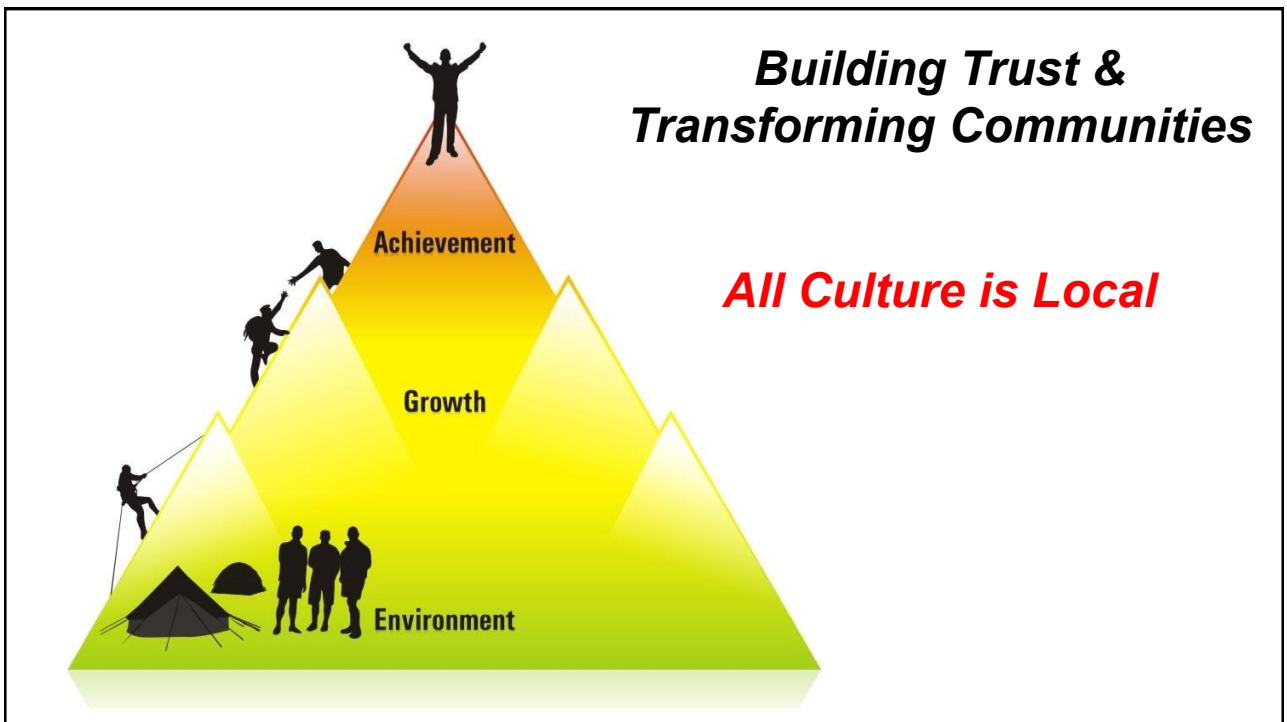 Building Trust &
Transforming Communities
All Culture is Local
Achievement
Growth
Environment